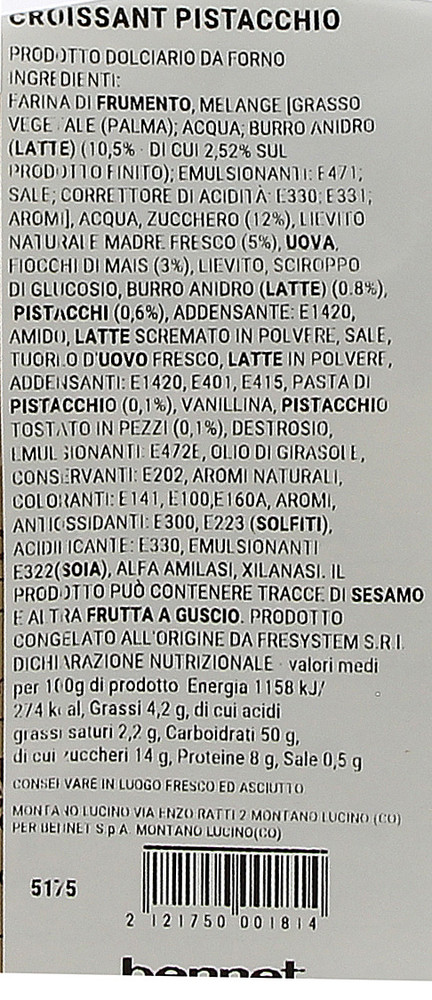 CROISSANT PISTACCHIO
PRODOTTO DOLCIARIO DA FORNO
INGREDIENTI:
FARINA DI FRUMENTO, MELANGE [GRASSO
VEGETALE (PALMA); ACQUA; BURRO ANIDRO
(LATTE) (10,5% - DI CUI 2,52% SUL
PRODOTTO FINITO); EMULSIONANTI: E471;
SALE; CORRETTORE DI ACIDITÀ: E330; E331;
AROMI], ACQUA, ZUCCHERO (12%), LIEVITO
NATURALE MADRE FRESCO (5%), UOVA,
FIOCCHI DI MAIS (3%), LIEVITO, SCIROPPO
DI GLUCOSIO, BURRO ANIDRO (LATTE) (0.8%),
PISTACCHI (0,6%), ADDENSANTE: E1420,
AMIDO, LATTE SCREMATO IN POLVERE, SALE,
TUORLO D'UOVO FRESCO, LATTE IN POLVERE,
ADDENSANTI: E1420, E401, E415, PASTA DI
PISTACCHIO (0,1%), VANILLINA, PISTACCHIO
TOSTATO IN PEZZI (0,1%), DESTROSIO,
EMULSIONANTI: E472E, OLIO DI GIRASOLE,
CONSERVANTI: E202, AROMI NATURALI,
COLORANTI: E141, E100,E160A, AROMI,
ANTIOSSIDANTI: E300, E223 (SOLFITI),
ACIDIFICANTE: E330, EMULSIONANTI
E322(SOIA), ALFA AMILASI, XILANASI. IL
PRODOTTO PUÒ CONTENERE TRACCE DI SESAMO
E ALTRA FRUTTA A GUSCIO. PRODOTTO
CONGELATO ALL'ORIGINE DA FRESYSTEM S.R.l.
DICHIARAZIONE NUTRIZIONALE - valori medi
per 100g di prodotto Energia 1158 kJ/
274 kcal, Grassi 4,2 g, di cui acidi
grassi saturi 2,2 g, Carboidrati 50 g,
di cui zuccheri 14 g, Proteine 8 g, Sale 0,5 g
CONSERVARE IN LUOGO FRESCO ED ASCIUTTO.
MONTANO LUCINO VIA ENZO RATTI 2 MONTANO LUCINO (CO)
PER BENNET S.p.A. MONTANO LUCINO(CO)
5175
2 121750 001814
bennet